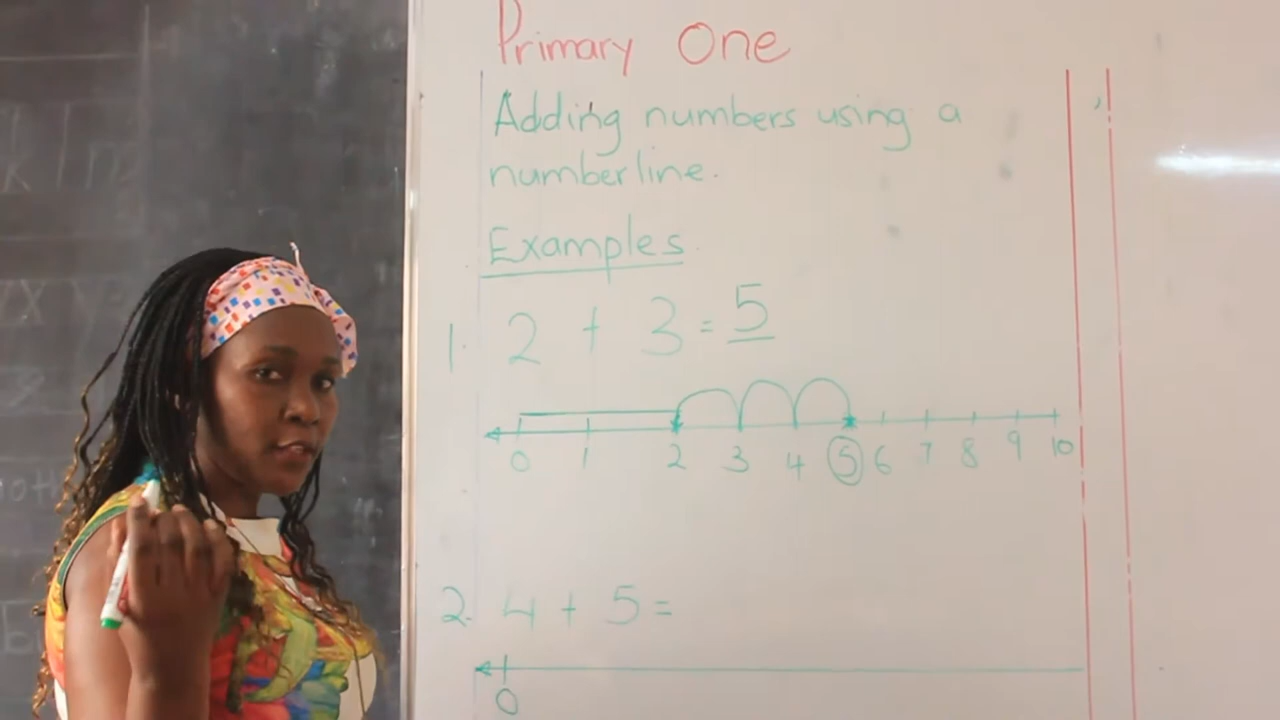 Primary One
Adding numbers using a
numberline.
Examples
1. 2 + 3 = 5
0 1 2 3 4 5 6 7 8 9 10
2. 4 + 5 =
0